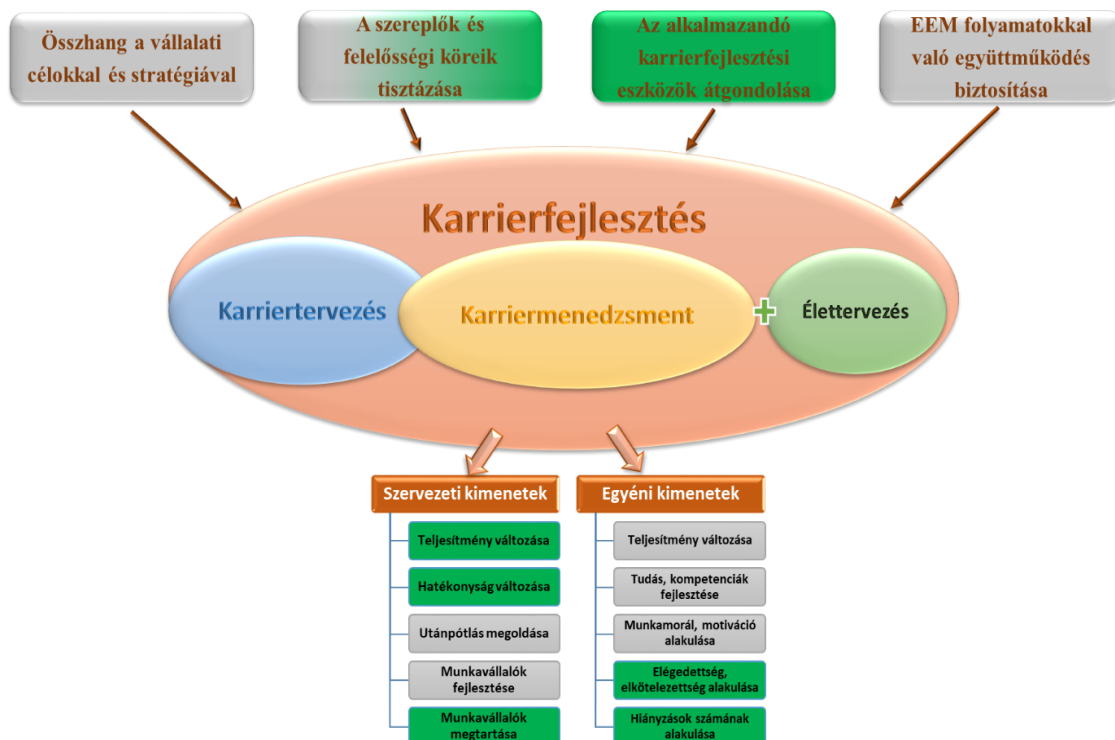 Összhang a vállalati
célokkal és stratégiával
A szereplők és
felelősségi köreik
tisztázása
Az alkalmazandó
karrierfejlesztési
eszközök átgondolása
EEM folyamatokkal
való együttműködés
biztosítása
Karrierfejlesztés
Karriertervezés
Karriermenedzsment
+
Élettervezés
Szervezeti kimenetek
Teljesítmény változása
Hatékonyság változása
Utánpótlás megoldása
Munkavállalók
fejlesztése
Munkavállalók
megtartása
Egyéni kimenetek
Teljesítmény változása
Tudás, kompetenciák
fejlesztése
Munkamorál, motiváció
alakulása
Elégedettség,
elkötelezettség alakulása
Hiányzások számának
alakulása